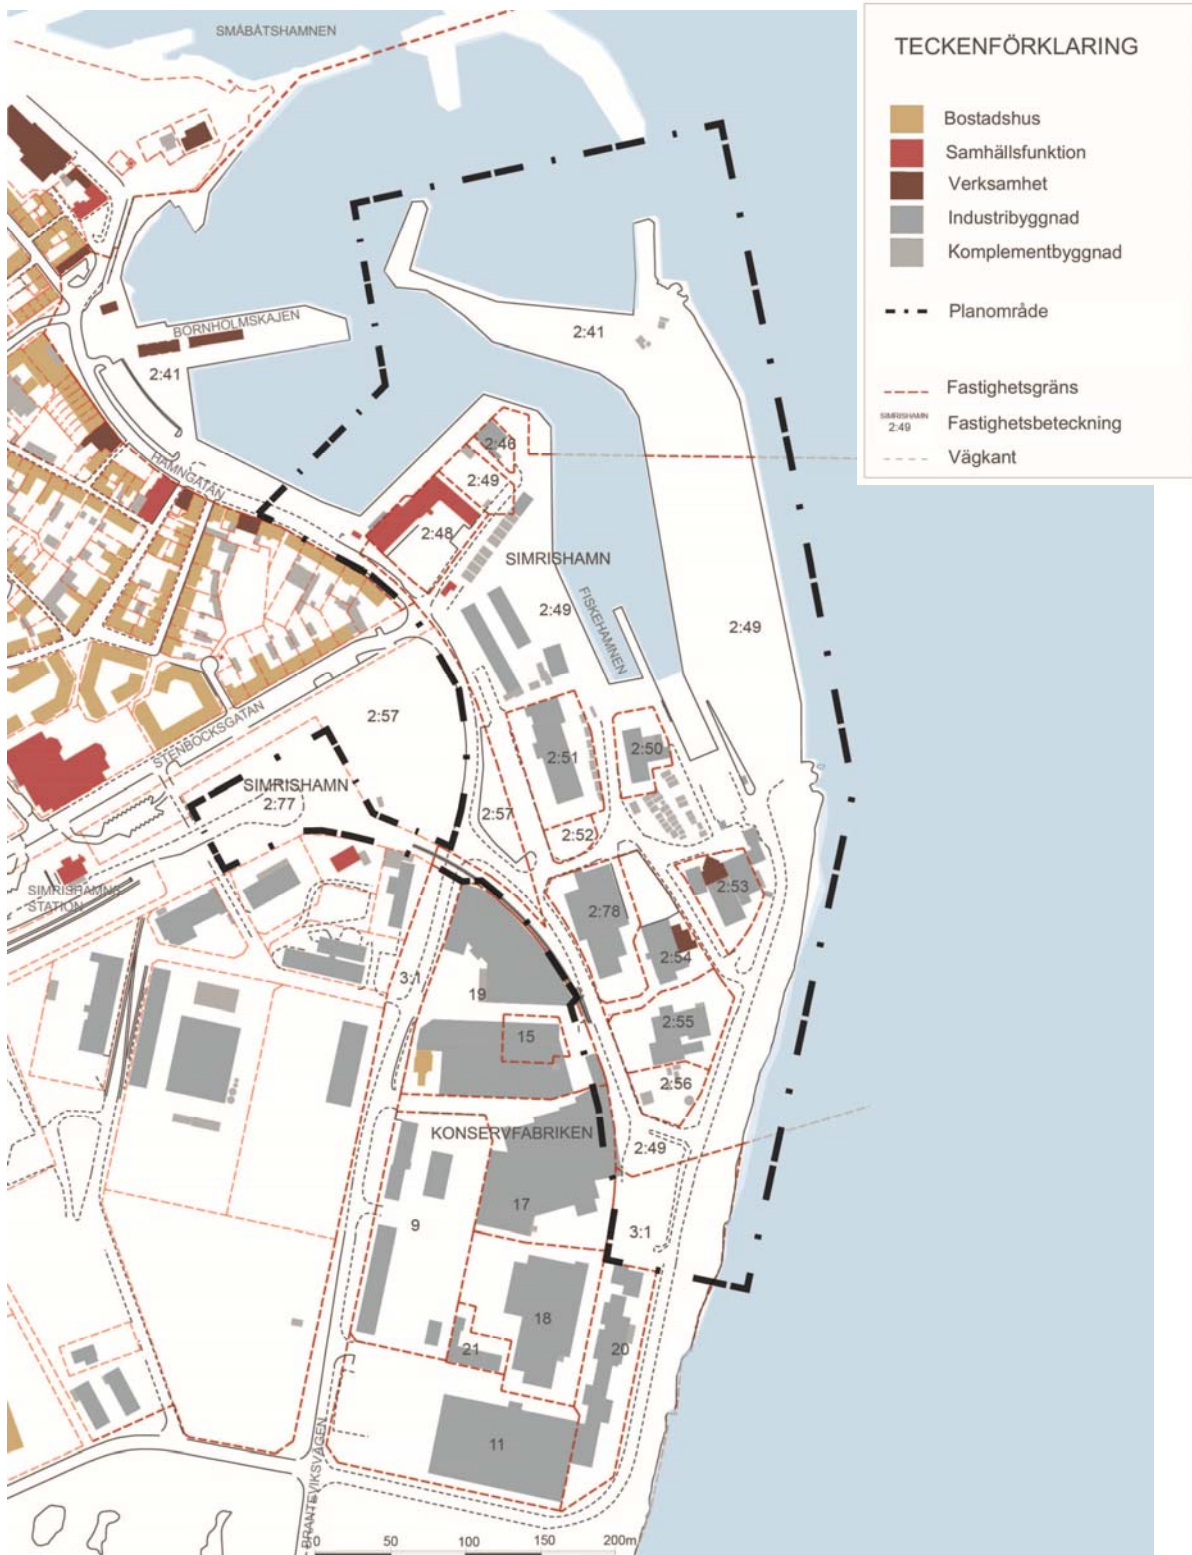 SMÅBÅTSHAMNEN
TECKENFÖRKLARING
Bostadshus
Samhällsfunktion
Verksamhet
Industribyggnad
Komplementbyggnad
Planområde
Fastighetsgräns
SIMRISHAMN
2:49
Fastighetsbeteckning
Vägkant
BORNHOLMSKAJEN
2:41
2:41
HAMNGATAN
2:46
2:49
2:48
SIMRISHAMN
2:49
FISKEHAMNEN
2:49
STENBOCKSGATAN
2:57
2:51
2:50
SIMRISHAMN
2:77
2:57
2:52
SIMRISHAMNS
STATION
2:78
2:53
2:54
3:1
19
15
2:55
2:56
KONSERVFABRIKEN
2:49
17
9
3:1
18
21
20
11
BRANTEVIKSVÄGEN
0
50
100
150
200m